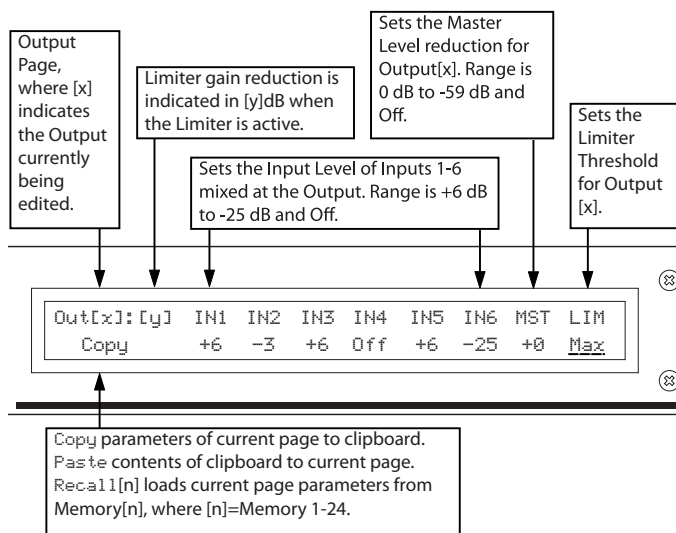 Output
Page,
where [x]
indicates
the Output
currently
being
edited.
Limiter gain reduction is
indicated in [y]dB when
the Limiter is active.
Sets the Input Level of Inputs 1-6
mixed at the Output. Range is +6 dB
to -25 dB and Off.
Sets the Master
Level reduction for
Output[x]. Range is
0 dB to -59 dB and
Off.
Sets the
Limiter
Threshold
for Output
[x].
Out[x]:[y] IN1 IN2 IN3 IN4 IN5 IN6 MST LIM
Copy +6 -3 +6 Off +6 -25 +0 Max
Copy parameters of current page to clipboard.
Paste contents of clipboard to current page.
Recall[n] loads current page parameters from
Memory[n], where [n]=Memory 1-24.